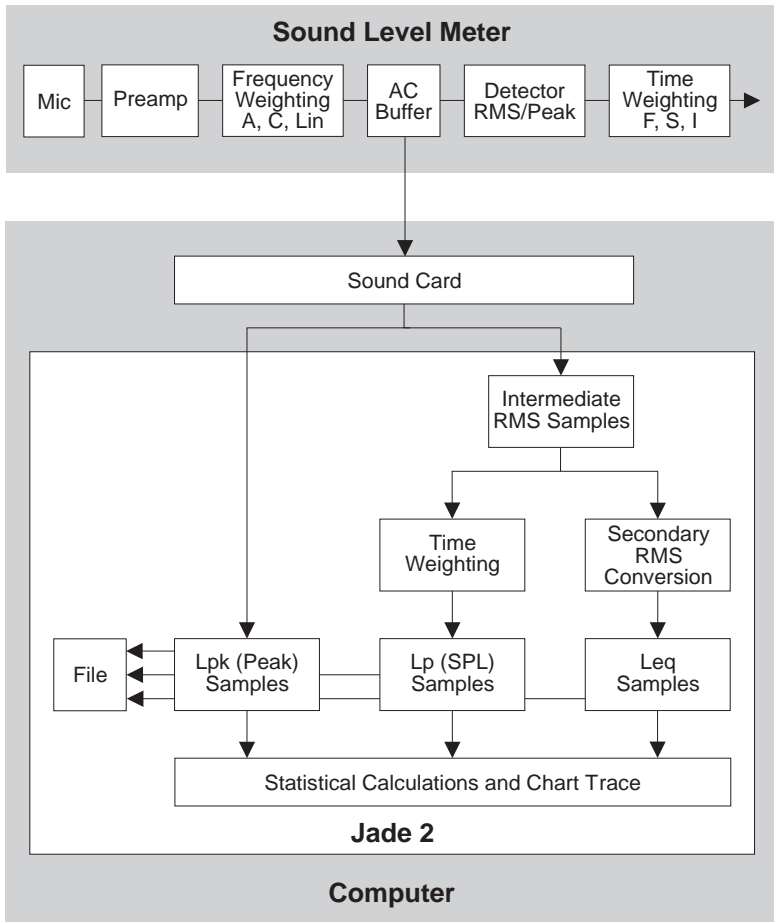 Sound Level Meter
Mic
Preamp
Frequency
Weighting
A, C, Lin
AC
Buffer
Detector
RMS/Peak
Time
Weighting
F, S, I
Sound Card
Intermediate
RMS Samples
Time
Weighting
Secondary
RMS
Conversion
File
Lpk (Peak)
Samples
Lp (SPL)
Samples
Leq
Samples
Statistical Calculations and Chart Trace
Jade 2
Computer